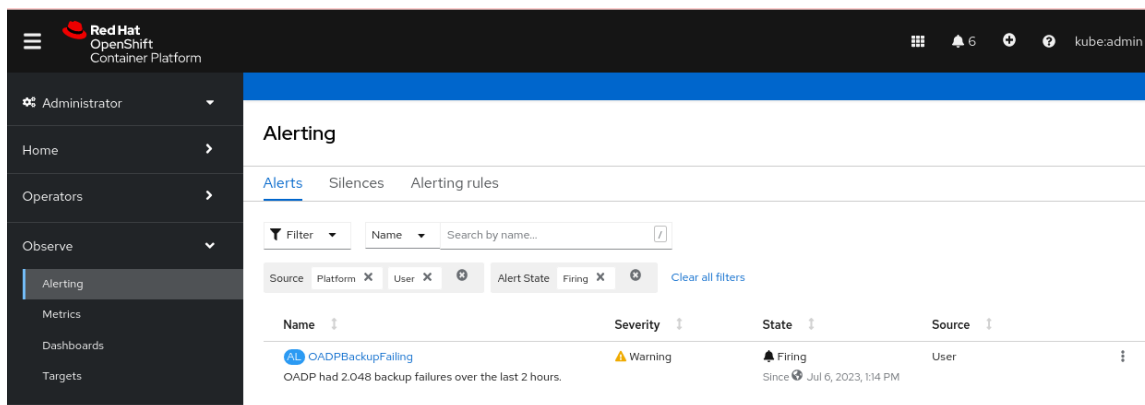 Red Hat
OpenShift
Container Platform
6
kube:admin
Administrator
Home
Operators
Observe
Alerting
Metrics
Dashboards
Targets
Alerting
Alerts Silences Alerting rules
Filter Name Search by name... /
Source Platform User Alert State Firing Clear all filters
Name Severity State Source
AL OADPBackupFailing Warning Firing User
OADP had 2.048 backup failures over the last 2 hours. Since Jul 6, 2023, 1:14 PM